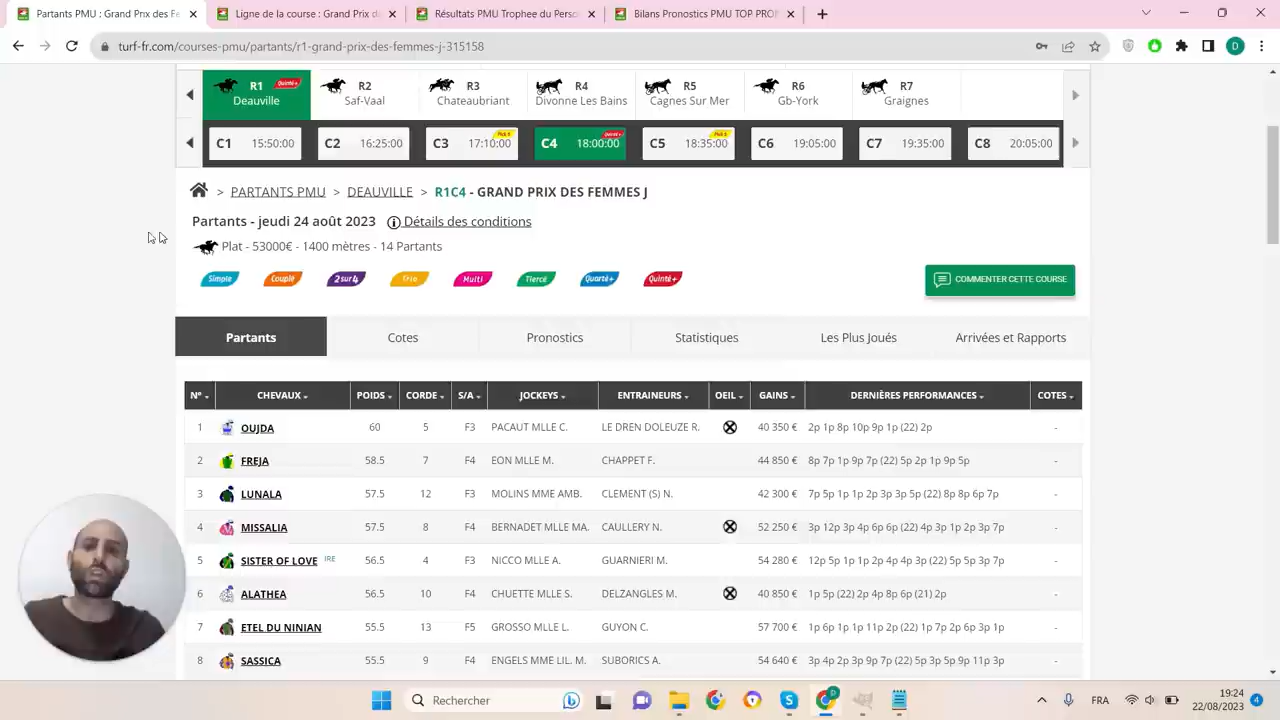 PARTANTS PMU : Grand Prix des Fe
Ligne de la course : Grand Prix de
Résultats PMU Trophee de Person
Bilans Pronostics PMU TOP PRO
turf-fr.com/courses-pmu/partants/r1-grand-prix-des-femmes-j-315158
R1 Quinté+ R2 R3 R4 R5 R6 R7
Deauville Saf-Vaal Chateaubriant Divonne Les Bains Cagnes Sur Mer Gb-York Graignes
C1 15:50:00 C2 16:25:00 C3 17:10:00 C4 18:00:00 C5 18:35:00 C6 19:05:00 C7 19:35:00 C8 20:05:00
> PARTANTS PMU > DEAUVILLE > R1C4 - GRAND PRIX DES FEMMES J
Partants - jeudi 24 août 2023 Détails des conditions
Plat - 53000€ - 1400 mètres - 14 Partants
Simple Couplé 2sur4 Trio Multi Tiercé Quarté+ Quinté+ COMMENTER CETTE COURSE
Partants Cotes Pronostics Statistiques Les Plus Joués Arrivées et Rapports
N° CHEVAUX POIDS CORDE S/A JOCKEYS ENTRAINEURS OEIL GAINS DERNIÈRES PERFORMANCES COTES
1 OUJDA 60 5 F3 PACAUT MLLE C. LE DREN DOLEUZE R. 40 350 € 2p 1p 8p 10p 9p 1p (22) 2p -
2 FREJA 58.5 7 F4 EON MLLE M. CHAPPET F. 44 850 € 8p 7p 1p 9p 7p (22) 5p 2p 1p 9p 5p -
3 LUNALA 57.5 12 F3 MOLINS MME AMB. CLEMENT (S) N. 42 300 € 7p 5p 1p 1p 2p 3p 3p 5p (22) 8p 8p 6p 7p -
4 MISSALIA 57.5 8 F4 BERNADET MLLE MA. CAULLERY N. 52 250 € 3p 12p 3p 4p 6p 6p (22) 4p 3p 1p 2p 3p 7p -
5 SISTER OF LOVE IRE 56.5 4 F3 NICCO MLLE A. GUARNIERI M. 54 280 € 12p 5p 1p 1p 2p 4p 4p 3p (22) 5p 5p 3p 7p -
6 ALATHEA 56.5 10 F4 CHUETTE MLLE S. DELZANGLES M. 40 850 € 1p 5p (22) 2p 4p 8p 6p (21) 2p -
7 ETEL DU NINIAN 55.5 13 F5 GROSSO MLLE L. GUYON C. 57 700 € 1p 6p 1p 1p 11p 2p (22) 1p 7p 2p 6p 3p 1p -
8 SASSICA 55.5 9 F4 ENGELS MME LIL. M. SUBORICS A. 54 640 € 3p 4p 2p 3p 9p 7p (22) 5p 3p 5p 9p 11p 3p -
Rechercher FRA 19:24
22/08/2023 4